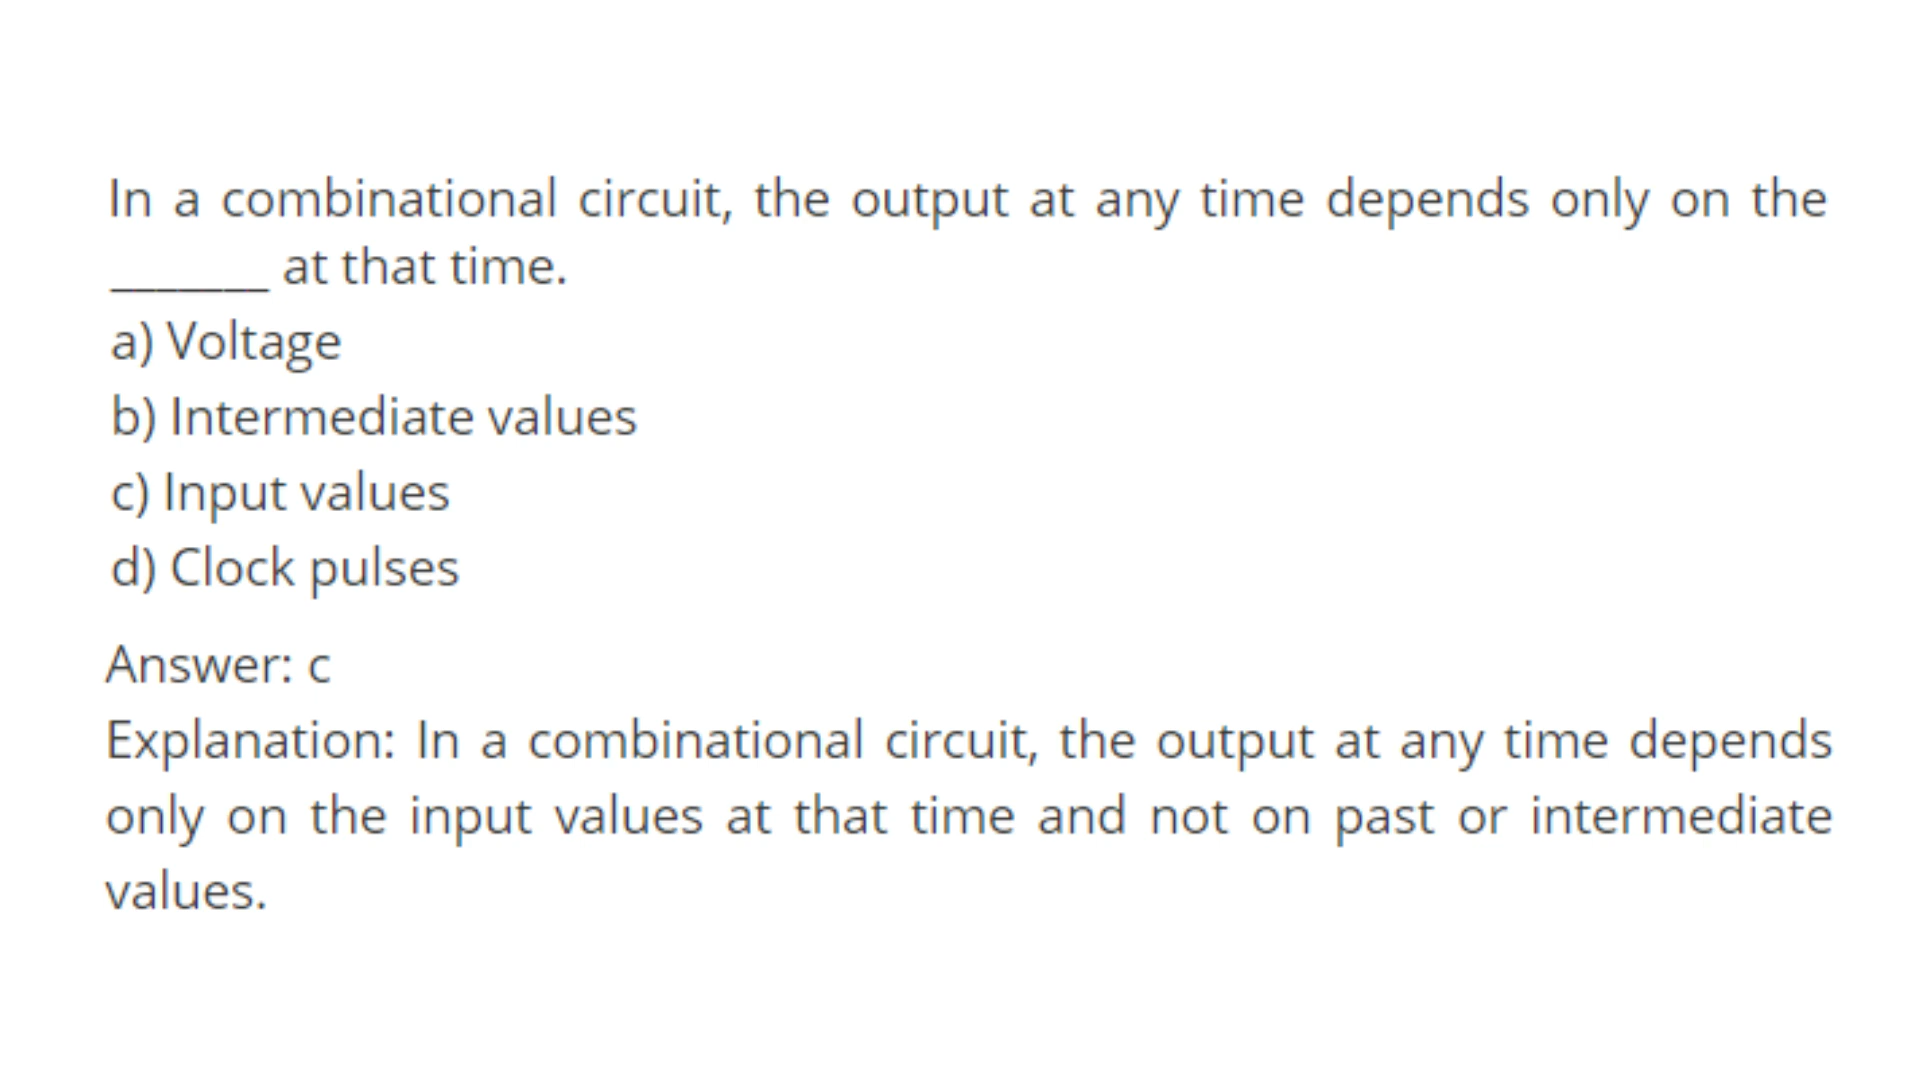 In a combinational circuit, the output at any time depends only on the
_______ at that time.
a) Voltage
b) Intermediate values
c) Input values
d) Clock pulses
Answer: c
Explanation: In a combinational circuit, the output at any time depends
only on the input values at that time and not on past or intermediate
values.